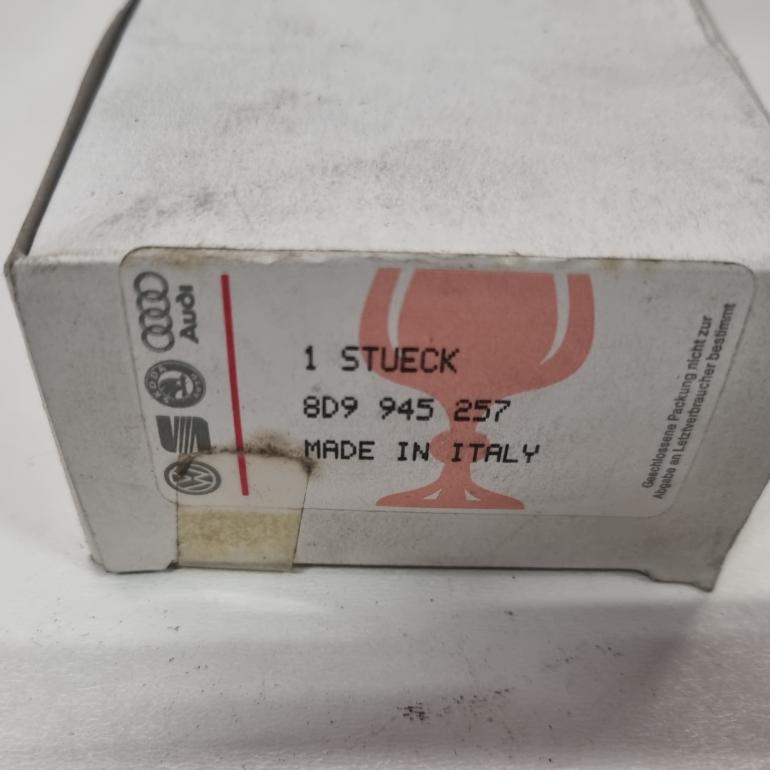 Audi
1 STUECK
8D9 945 257
MADE IN ITALY
Geschlossene Packung nicht zur
Abgabe an Letztverbraucher bestimmt